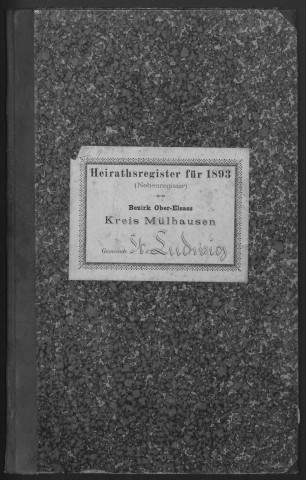 Heirathsregister für 1893
(Nebenregister)
Bezirk Ober-Elsass
Kreis Mülhausen
Gemeinde St. Ludwig